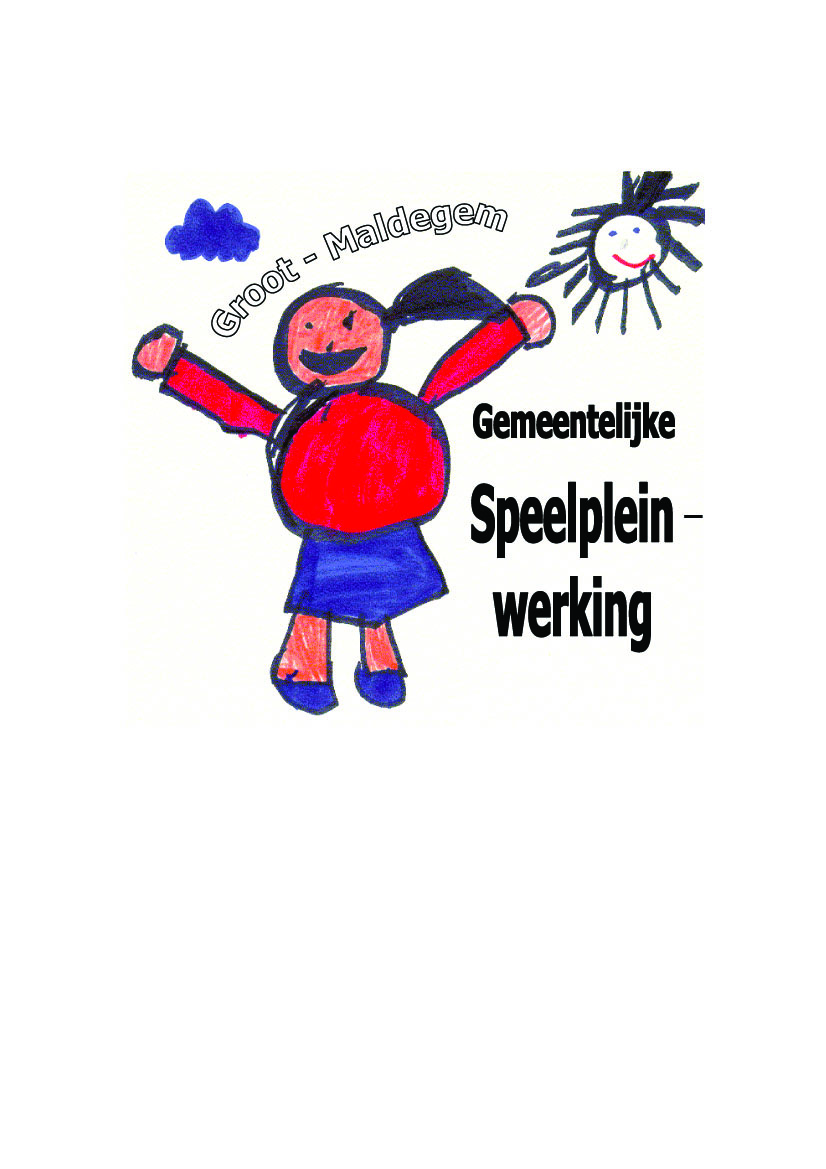 Groot - Maldegem
Gemeentelijke
Speelplein –
werking